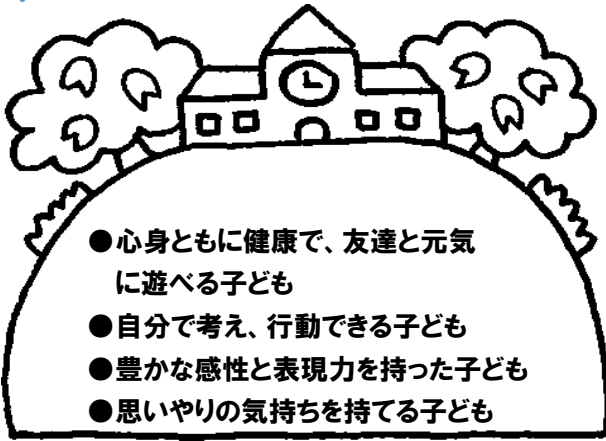 ●心身ともに健康で、友達と元気
に遊べる子ども
●自分で考え、行動できる子ども
●豊かな感性と表現力を持った子ども
●思いやりの気持ちを持てる子ども